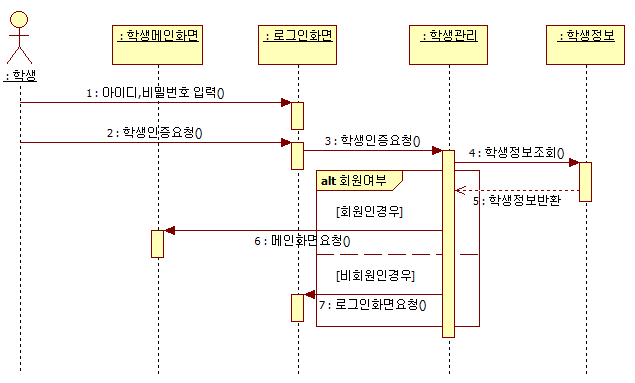 : 학생
: 학생메인화면
: 로그인화면
: 학생관리
: 학생정보
1 : 아이디,비밀번호 입력()
2 : 학생인증요청()
3 : 학생인증요청()
4 : 학생정보조회()
alt 회원여부
5 : 학생정보반환
[회원인경우]
6 : 메인화면요청()
[비회원인경우]
7 : 로그인화면요청()